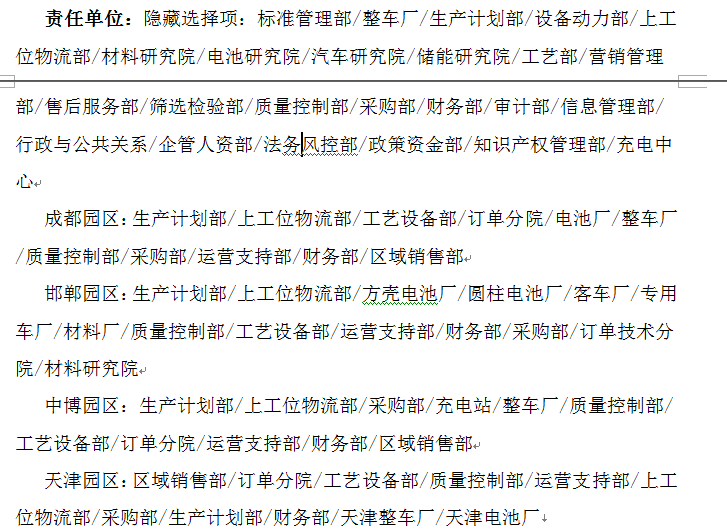 责任单位：隐藏选择项：标准管理部/整车厂/生产计划部/设备动力部/上工
位物流部/材料研究院/电池研究院/汽车研究院/储能研究院/工艺部/营销管理
部/售后服务部/筛选检验部/质量控制部/采购部/财务部/审计部/信息管理部/
行政与公共关系/企管人资部/法务风控部/政策资金部/知识产权管理部/充电中
心
成都园区：生产计划部/上工位物流部/工艺设备部/订单分院/电池厂/整车厂
/质量控制部/采购部/运营支持部/财务部/区域销售部
邯郸园区：生产计划部/上工位物流部/方壳电池厂/圆柱电池厂/客车厂/专用
车厂/材料厂/质量控制部/工艺设备部/运营支持部/财务部/采购部/订单技术分
院/材料研究院
中博园区：生产计划部/上工位物流部/采购部/充电站/整车厂/质量控制部/
工艺设备部/订单分院/运营支持部/财务部/区域销售部
天津园区：区域销售部/订单分院/工艺设备部/质量控制部/运营支持部/上工
位物流部/采购部/生产计划部/财务部/天津整车厂/天津电池厂